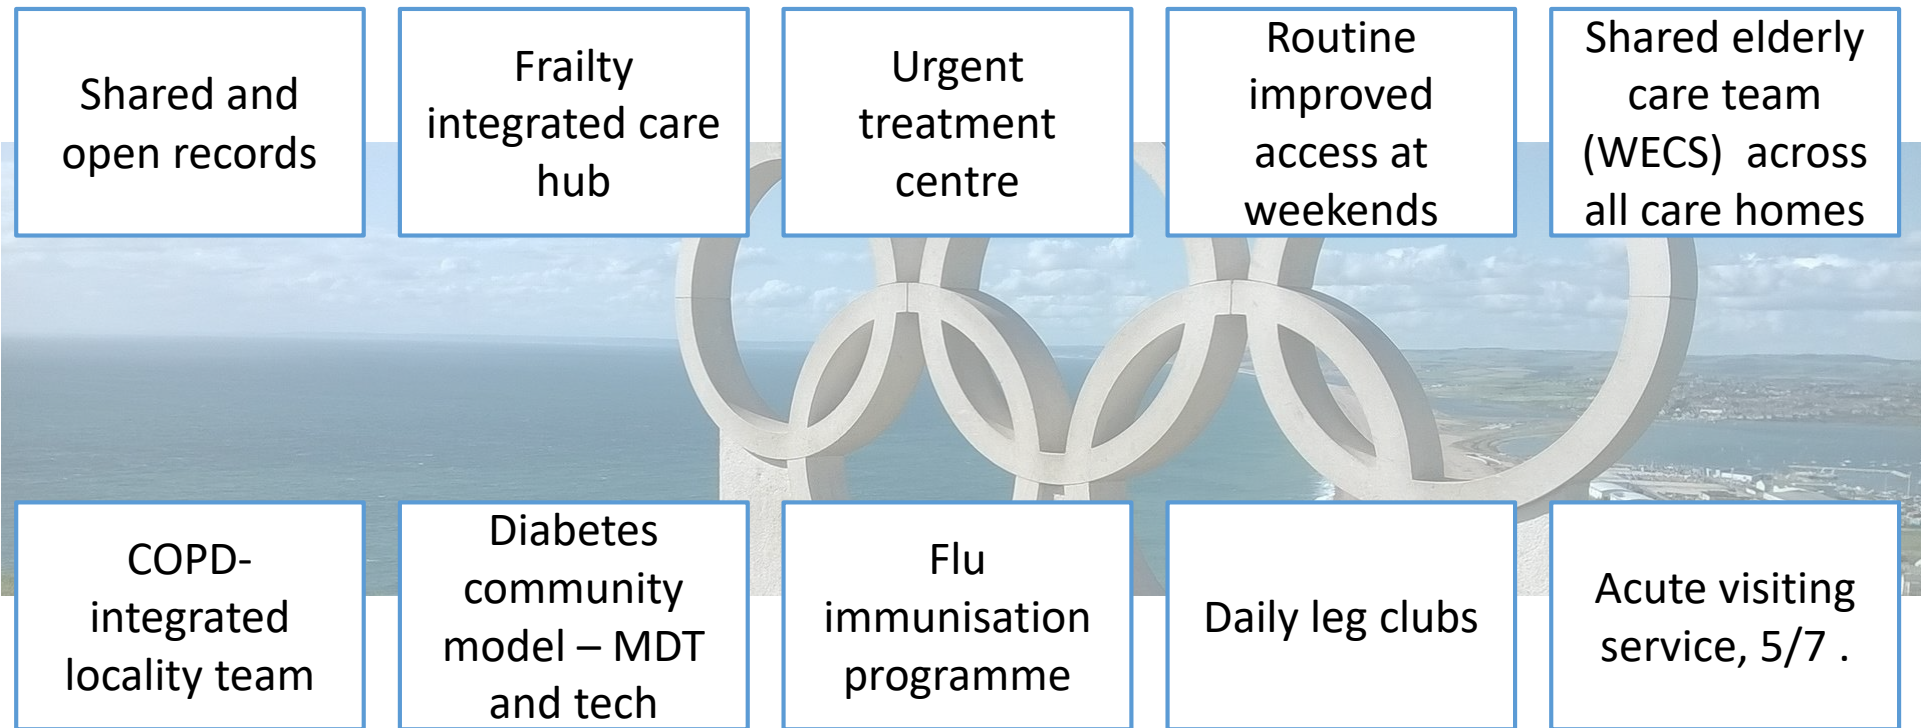 Shared and
open records
Frailty
integrated care
hub
Urgent
treatment
centre
Routine
improved
access at
weekends
Shared elderly
care team
(WECS)  across
all care homes
COPD-
integrated
locality team
Diabetes
community
model – MDT
and tech
Flu
immunisation
programme
Daily leg clubs
Acute visiting
service, 5/7 .